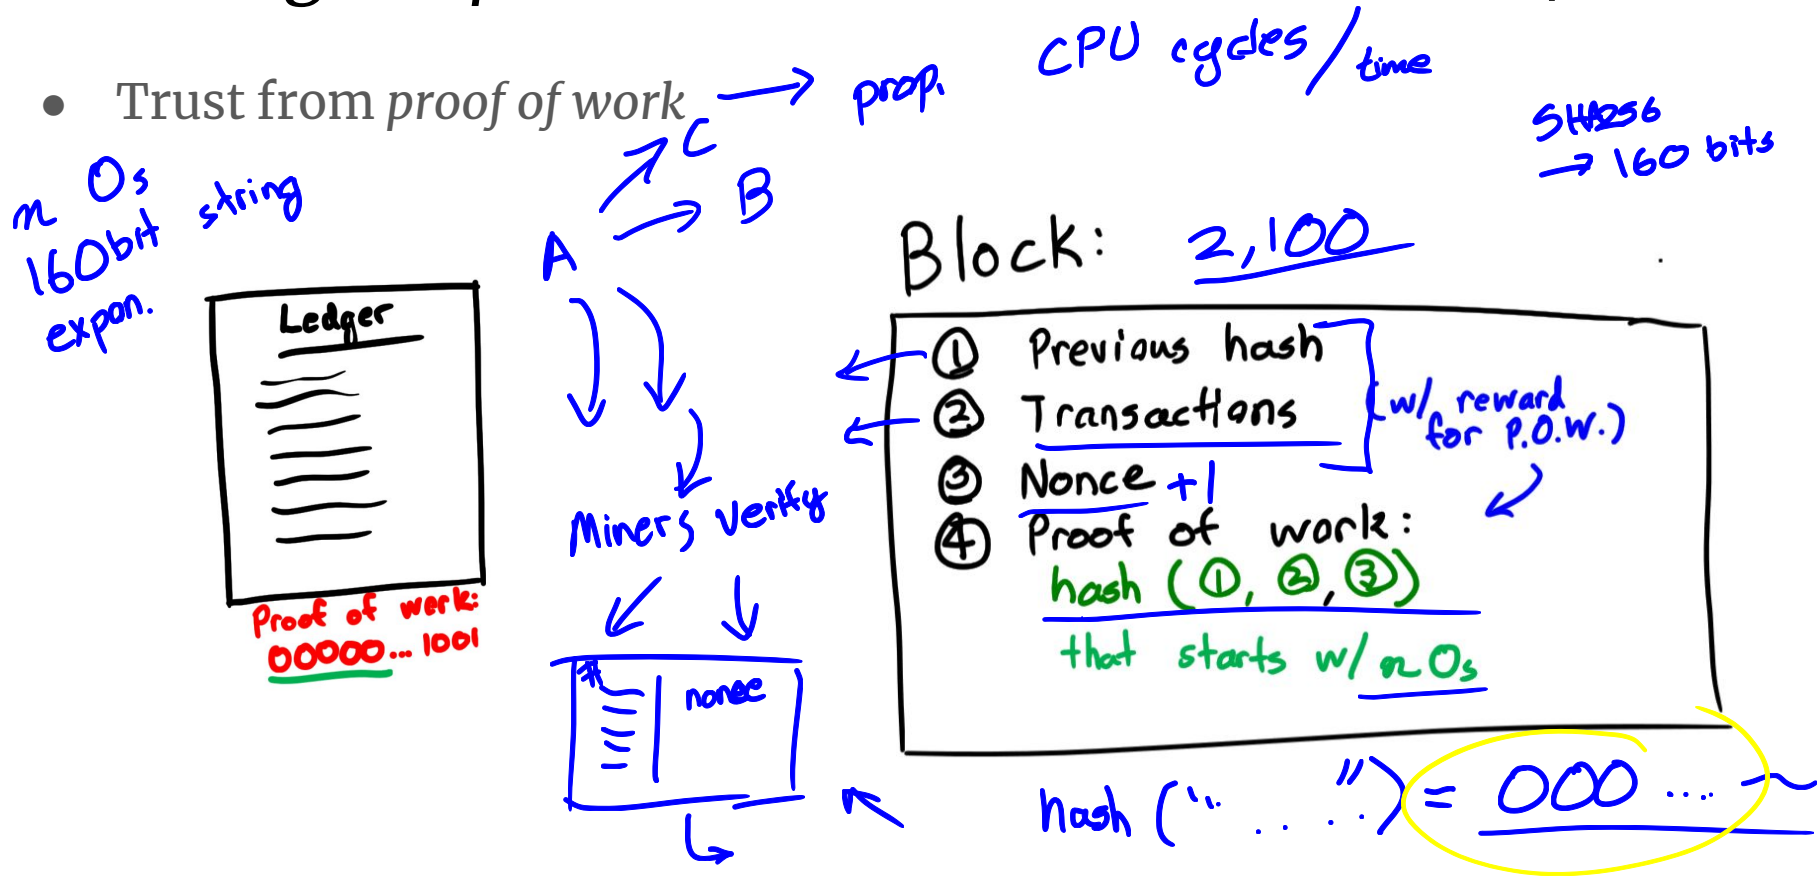 ● Trust from proof of work
C → prop. CPU cycles / time
SHA256
→ 160 bits
n 0s
160bit string
expon.
A
B
Ledger
Proof of work:
00000... 1001
Miners verify
#
nonce
Block: 2,100
① Previous hash
② Transactions
(w/ reward
for P.O.W.)
③ Nonce +1
④ Proof of work:
hash (①, ②, ③)
that starts w/ n 0s
hash (" .... ") = 000 ....